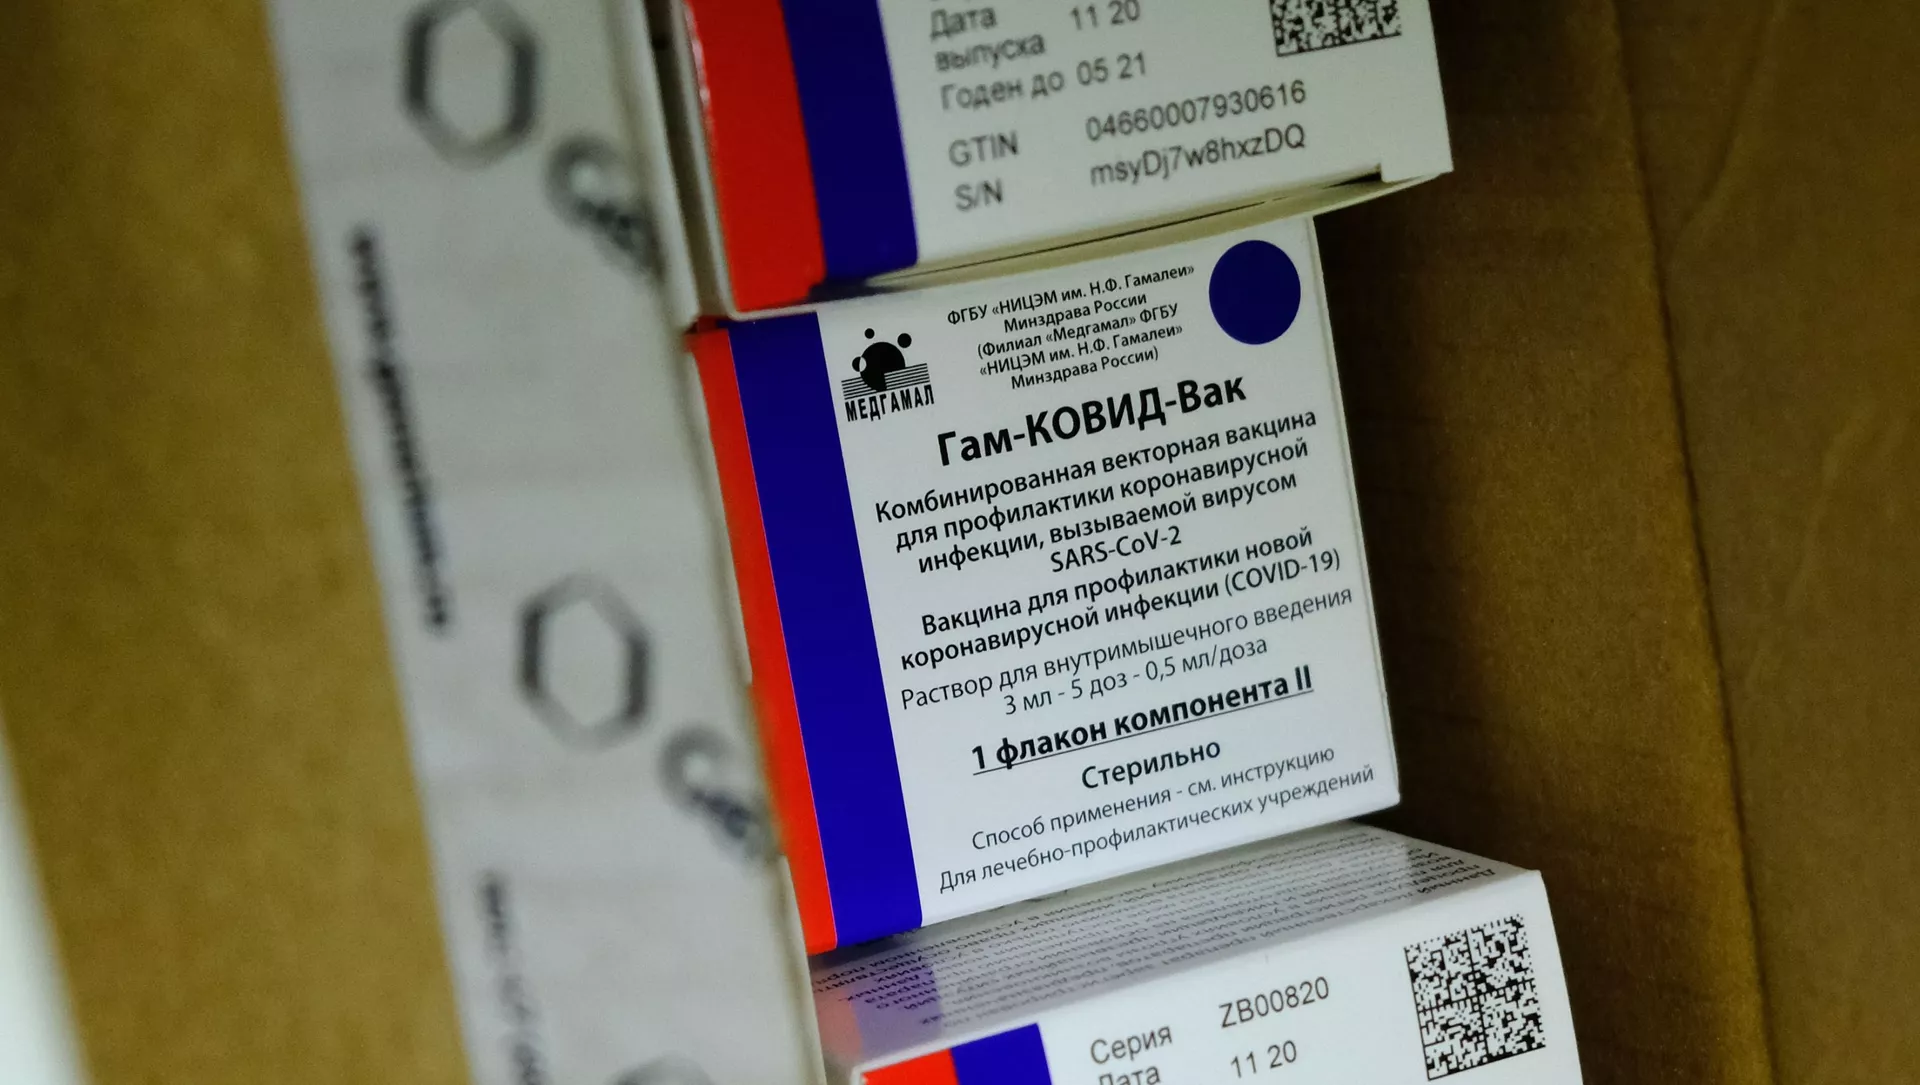 Дата 11 20
выпуска
Годен до 05 21
GTIN 04660007930616
S/N msyDj7w8hxzDQ
МЕДГАМАЛ
ФГБУ «НИЦЭМ им. Н.Ф. Гамалеи»
Минздрава России
(Филиал «Медгамал» ФГБУ
«НИЦЭМ им. Н.Ф. Гамалеи»
Минздрава России)
Гам-КОВИД-Вак
Комбинированная векторная вакцина
для профилактики коронавирусной
инфекции, вызываемой вирусом
SARS-CoV-2
Вакцина для профилактики новой
коронавирусной инфекции (COVID-19)
Раствор для внутримышечного введения
3 мл - 5 доз - 0,5 мл/доза
1 флакон компонента II
Стерильно
Способ применения - см. инструкцию
Для лечебно-профилактических учреждений
Серия ZB00820
Дата 11 20